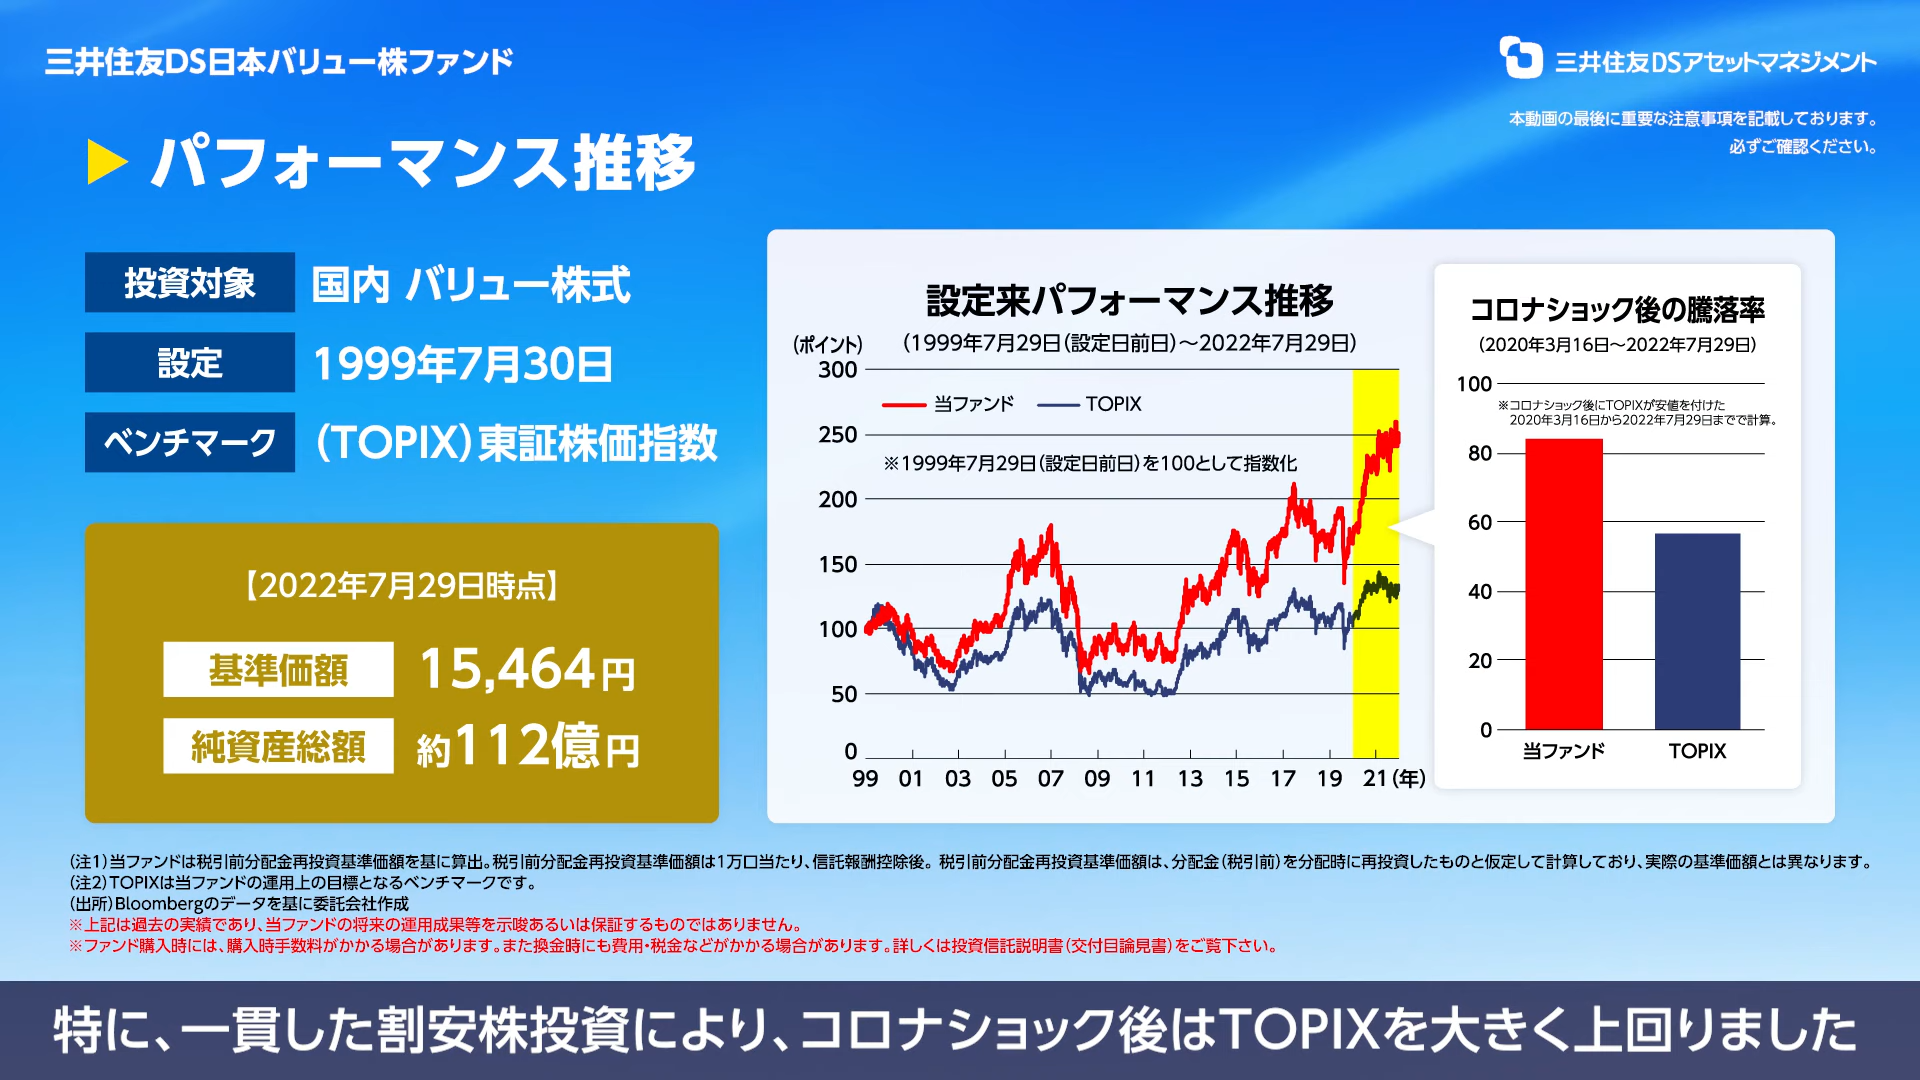 三井住友DS日本バリュー株ファンド
三井住友DSアセットマネジメント
本動画の最後に重要な注意事項を記載しております。
必ずご確認ください。
パフォーマンス推移
投資対象 国内 バリュー株式
設定 1999年7月30日
ベンチマーク (TOPIX)東証株価指数
【2022年7月29日時点】
基準価額 15,464円
純資産総額 約112億円
設定来パフォーマンス推移
(1999年7月29日(設定日前日)～2022年7月29日)
(ポイント)
300
250
200
150
100
50
0
当ファンド TOPIX
※1999年7月29日(設定日前日)を100として指数化
99 01 03 05 07 09 11 13 15 17 19 21(年)
コロナショック後の騰落率
(2020年3月16日～2022年7月29日)
100
80
60
40
20
0
※コロナショック後にTOPIXが安値を付けた
2020年3月16日から2022年7月29日までで計算。
当ファンド TOPIX
(注1)当ファンドは税引前分配金再投資基準価額を基に算出。税引前分配金再投資基準価額は1万口当たり、信託報酬控除後。 税引前分配金再投資基準価額は、分配金(税引前)を分配時に再投資したものと仮定して計算しており、実際の基準価額とは異なります。
(注2)TOPIXは当ファンドの運用上の目標となるベンチマークです。
(出所)Bloombergのデータを基に委託会社作成
※上記は過去の実績であり、当ファンドの将来の運用成果等を示唆あるいは保証するものではありません。
※ファンド購入時には、購入時手数料がかかる場合があります。また換金時にも費用・税金などがかかる場合があります。詳しくは投資信託説明書(交付目論見書)をご覧下さい。
特に、一貫した割安株投資により、コロナショック後はTOPIXを大きく上回りました